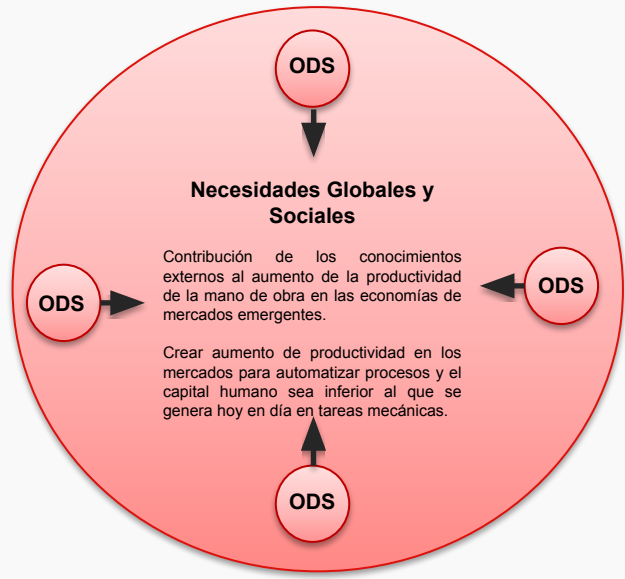 ODS
Necesidades Globales y
Sociales
Contribución de los conocimientos
externos al aumento de la productividad
de la mano de obra en las economías de
mercados emergentes.
ODS
ODS
Crear aumento de productividad en los
mercados para automatizar procesos y el
capital humano sea inferior al que se
genera hoy en día en tareas mecánicas.
ODS